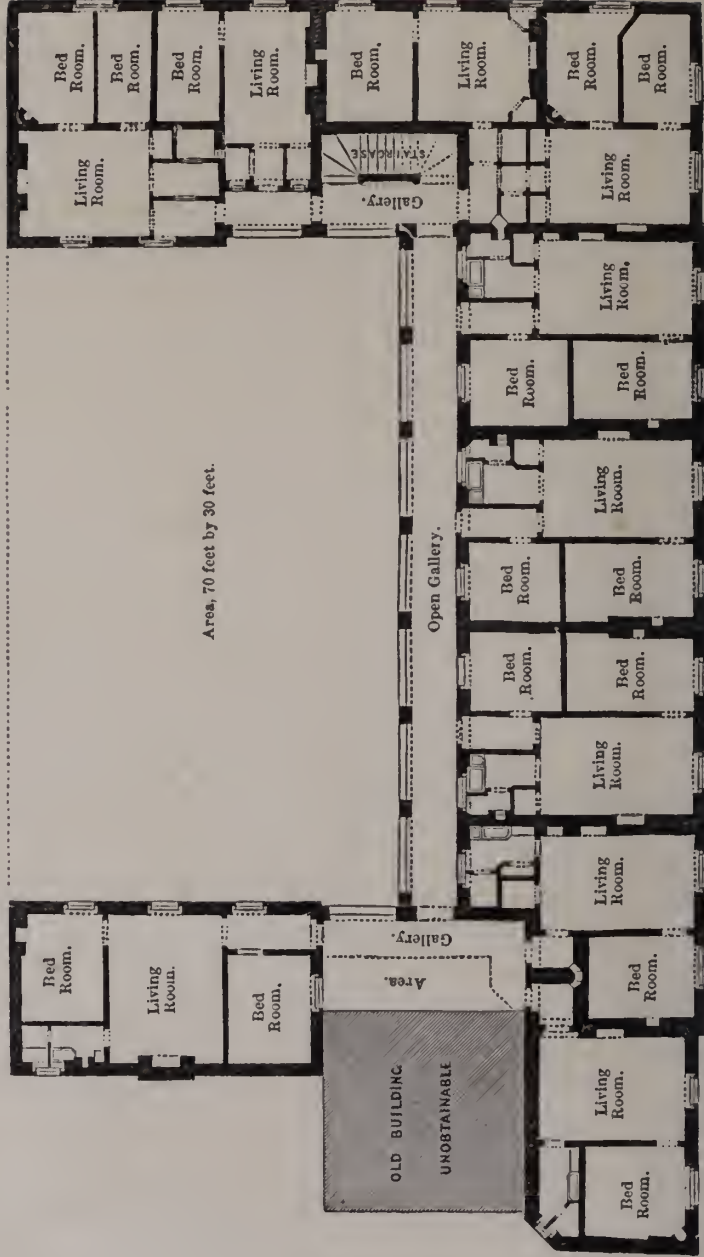 Bed
Room.
Bed
Room.
Bed
Room.
Living
Room.
Bed
Room.
Living
Room.
Bed
Room.
Bed
Room.
Living
Room.
STAIRCASE
Gallery.
Living
Room.
Living
Room.
Bed
Room.
Bed
Room.
Living
Room.
Area, 70 feet by 30 feet.
Open Gallery.
Bed
Room.
Bed
Room.
Bed
Room.
Bed
Room.
Living
Room.
Living
Room.
Gallery.
Bed
Room.
Living
Room.
Bed
Room.
Area.
Bed
Room.
Living
Room.
OLD BUILDING
UNOBTAINABLE
Bed
Room.